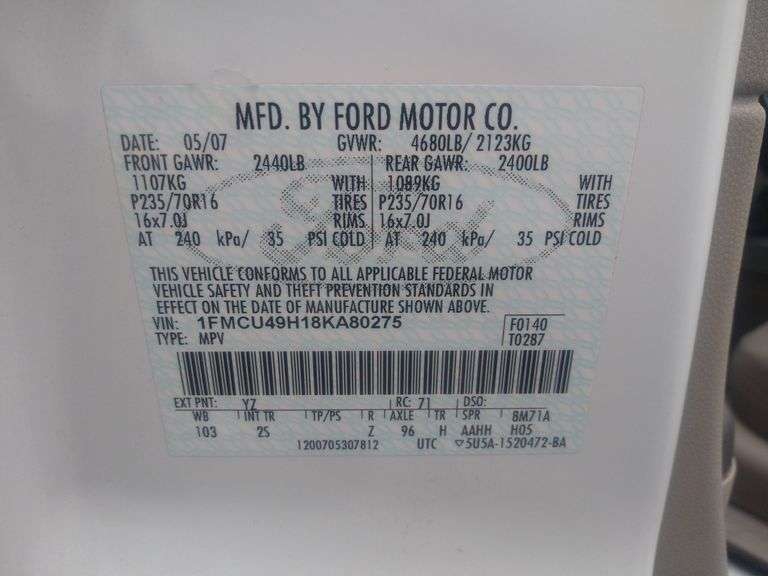 MFD. BY FORD MOTOR CO.
DATE: 05/07 GVWR: 4680LB/ 2123KG
FRONT GAWR: 2440LB REAR GAWR: 2400LB
1107KG WITH 1089KG WITH
P235/70R16 TIRES P235/70R16 TIRES
16x7.0J RIMS 16x7.0J RIMS
AT 240 kPa/ 35 PSI COLD AT 240 kPa/ 35 PSI COLD
THIS VEHICLE CONFORMS TO ALL APPLICABLE FEDERAL MOTOR
VEHICLE SAFETY AND THEFT PREVENTION STANDARDS IN
EFFECT ON THE DATE OF MANUFACTURE SHOWN ABOVE.
VIN: 1FMCU49H18KA80275 F0140
TYPE: MPV T0287
EXT PNT: YZ RC: 71 DSO:
WB INT TR TP/PS R AXLE TR SPR BM71A
103 2S Z 96 H AAHH H05
1200705307812 UTC ▽5U5A-1520472-BA